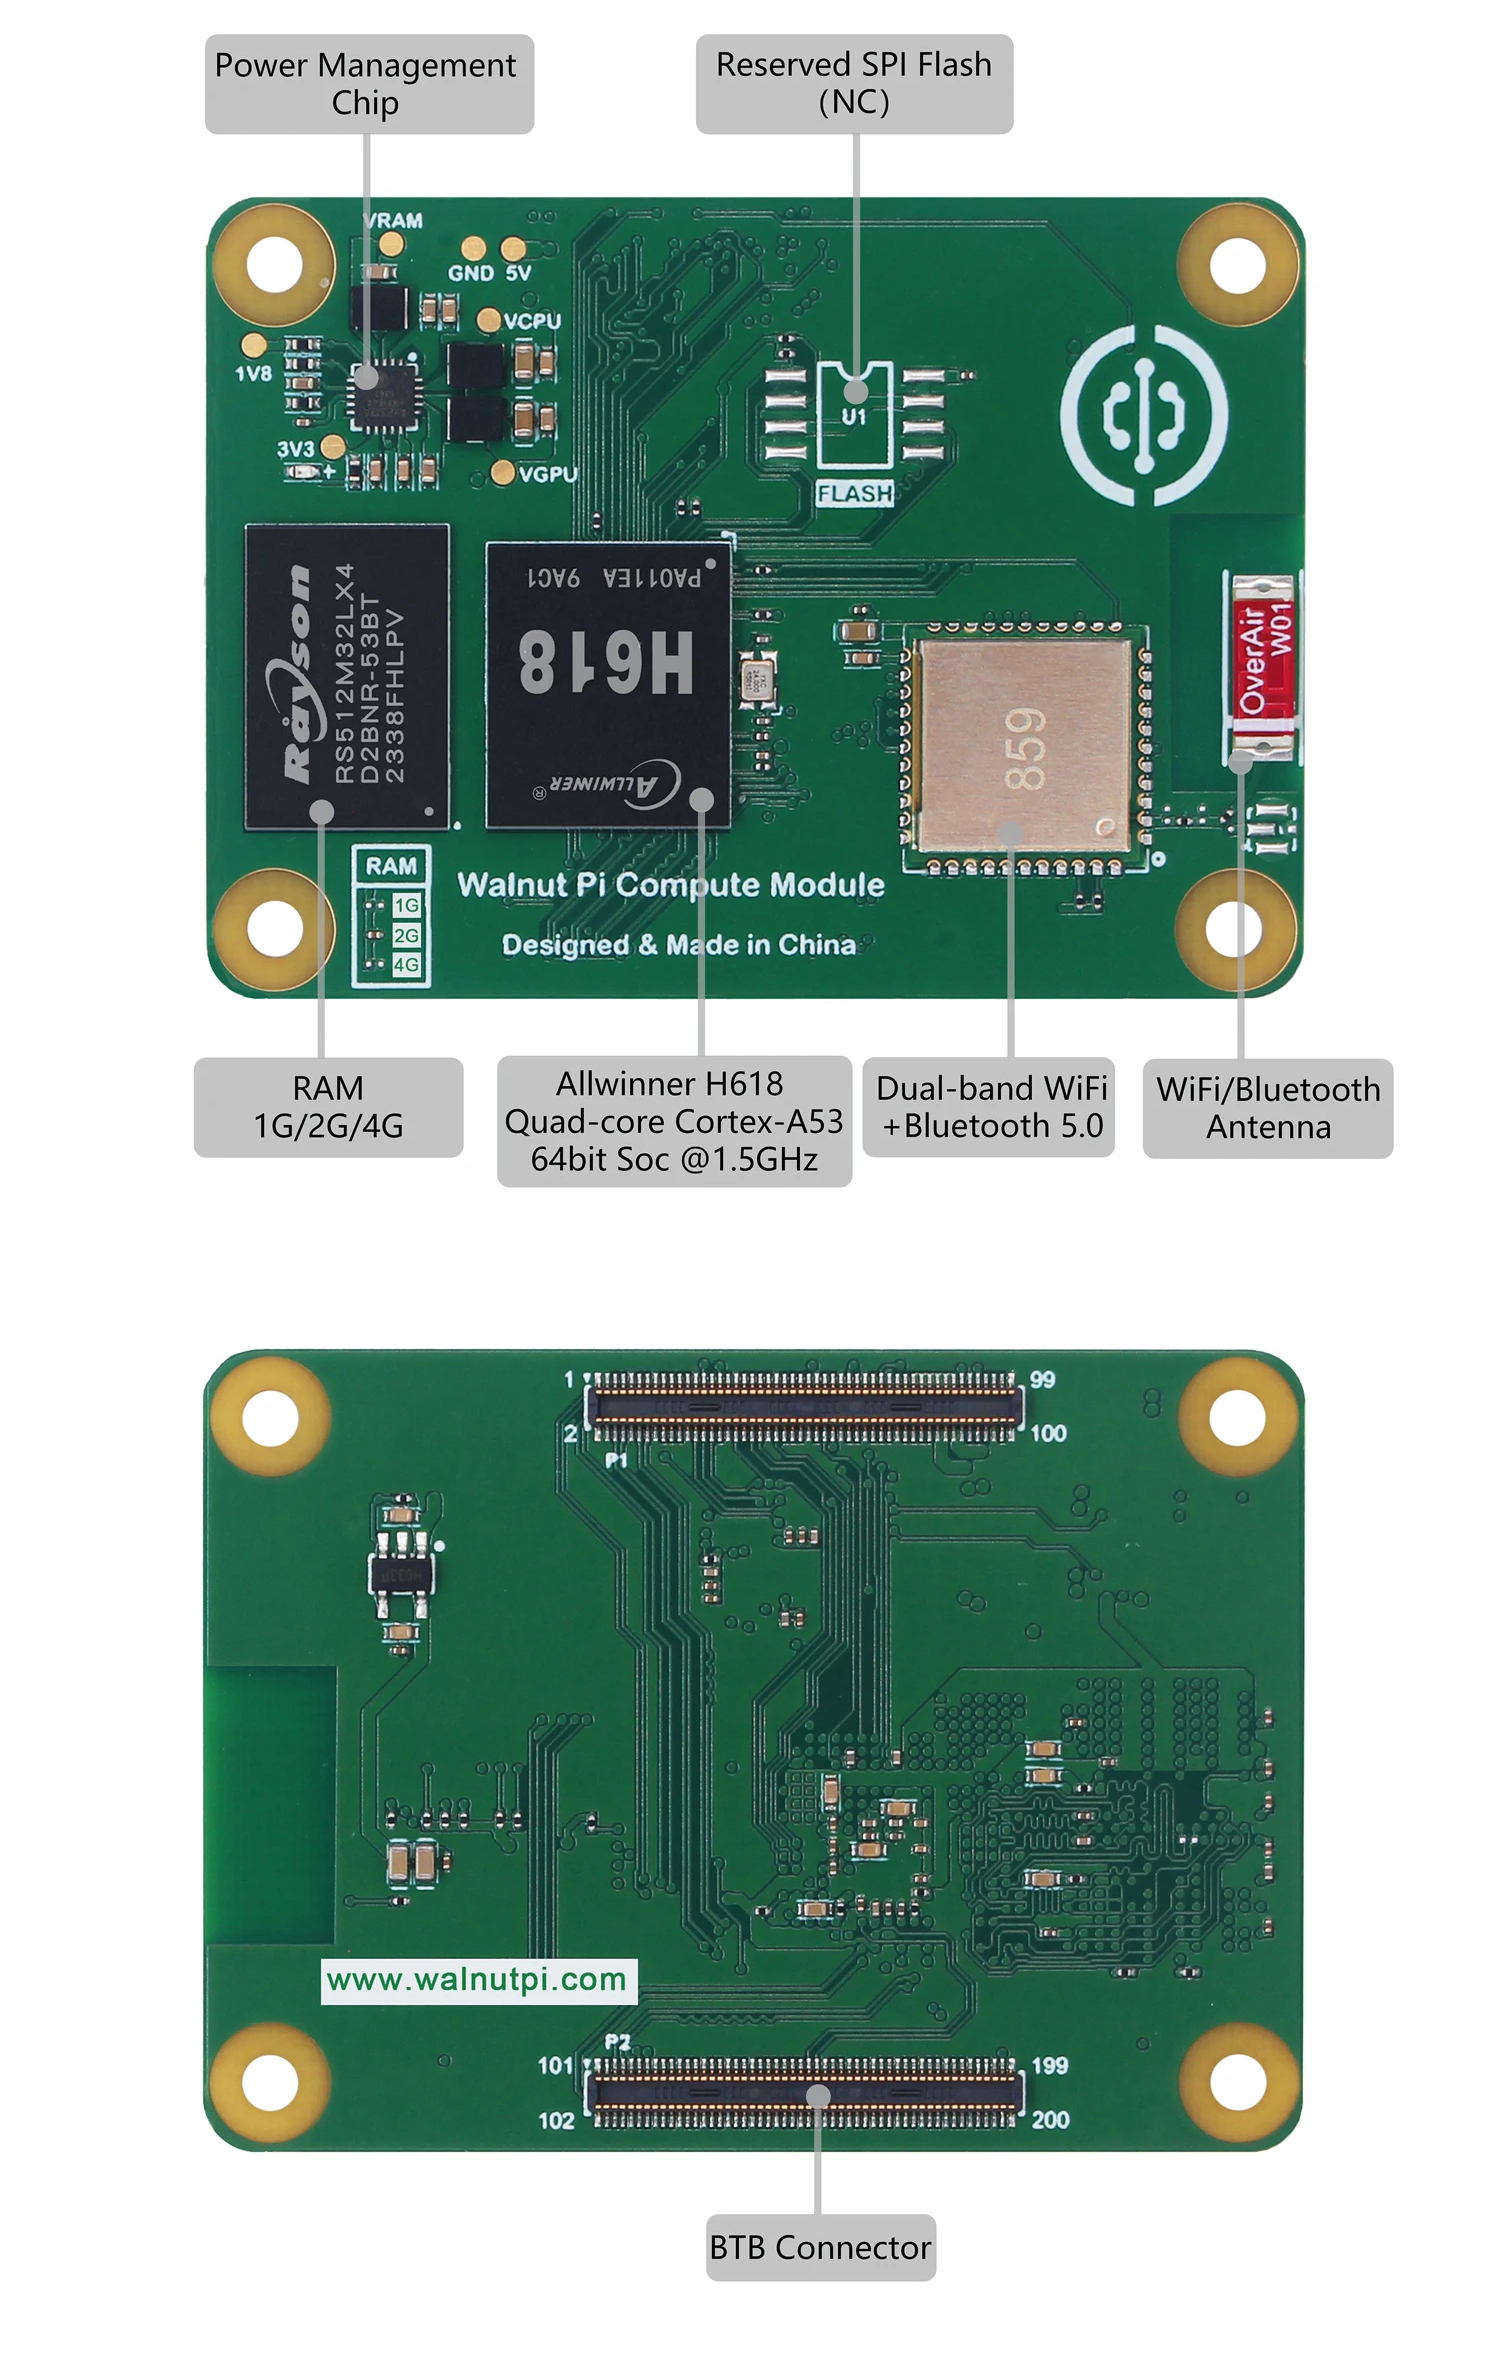 Power Management
Chip
Reserved SPI Flash
(NC)
VRAM
GND 5V
VCPU
1V8
3V3
+
VGPU
U1
FLASH
Rayson
RS512M32LX4
D2BNR-53BT
2338FHLPV
PA011EA 9AC1
H618
ALLWINNER®
859
OverAir
W01
RAM
1G
2G
4G
Walnut Pi Compute Module
Designed & Made in China
RAM
1G/2G/4G
Allwinner H618
Quad-core Cortex-A53
64bit Soc @1.5GHz
Dual-band WiFi
+Bluetooth 5.0
WiFi/Bluetooth
Antenna
1
99
2
100
P1
www.walnutpi.com
P2
101
199
102
200
BTB Connector